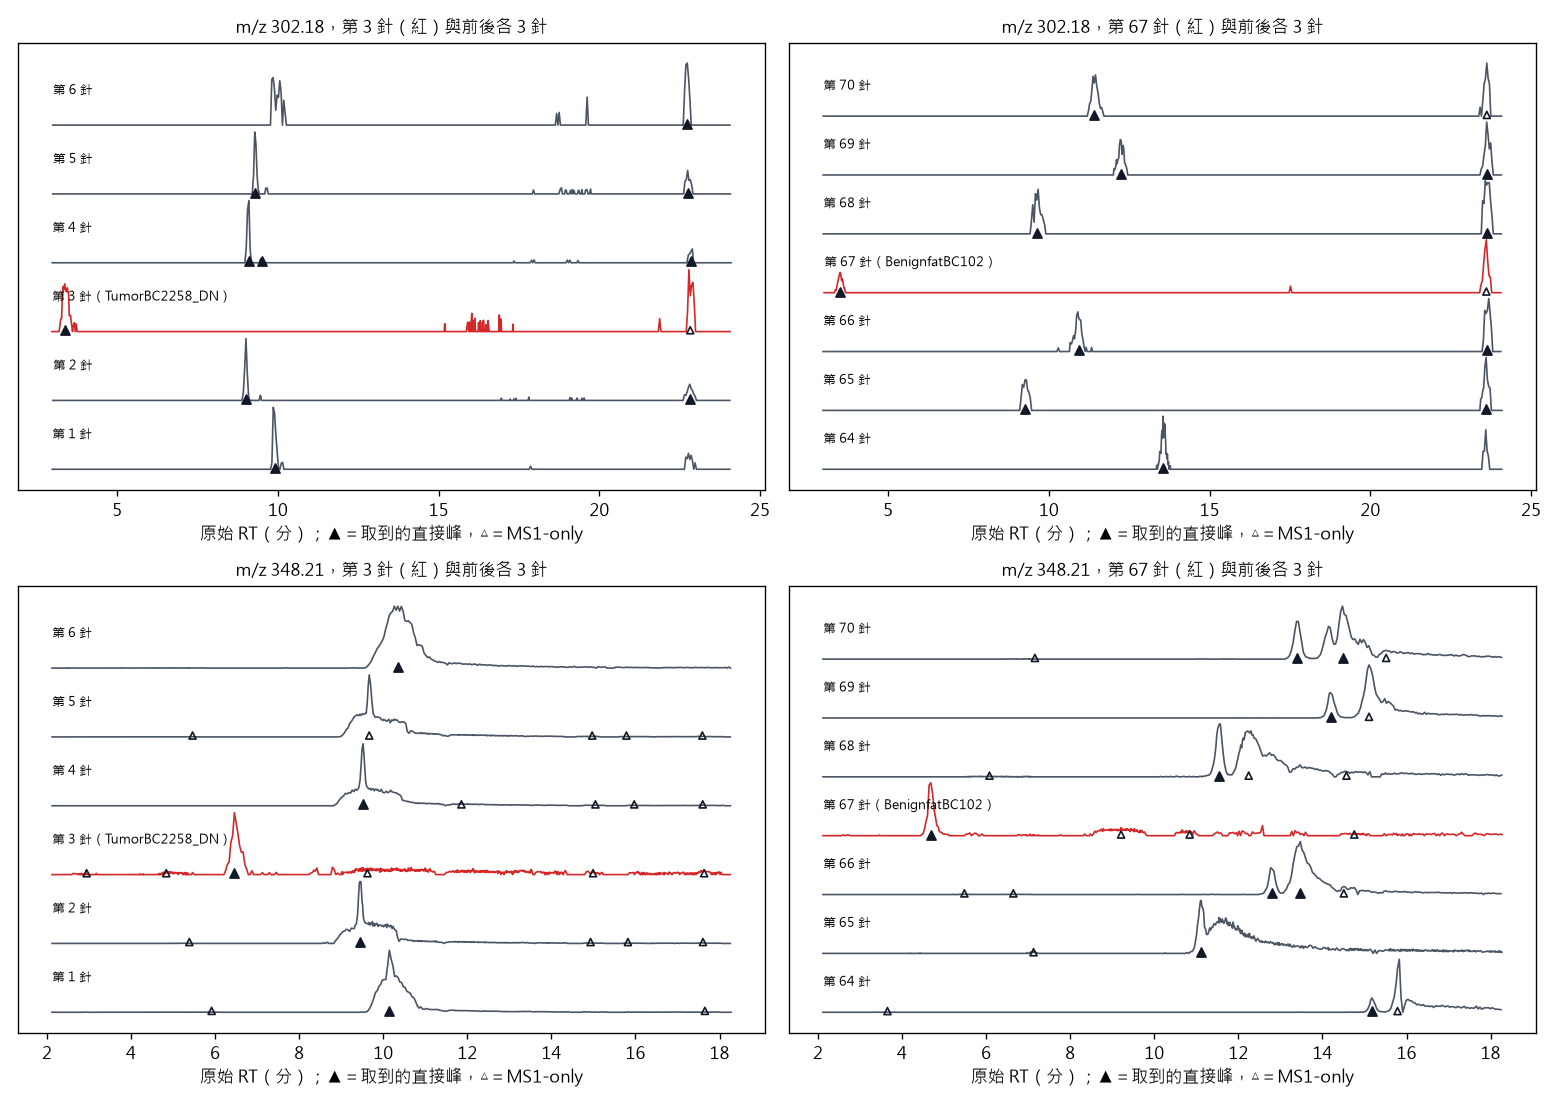 m/z 302.18，第 3 針（紅）與前後各 3 針
第 6 針
第 5 針
第 4 針
第 3 針（TumorBC2258_DN）
第 2 針
第 1 針
5 10 15 20 25
原始 RT（分）；▲ = 取到的直接峰，△ = MS1-only
m/z 302.18，第 67 針（紅）與前後各 3 針
第 70 針
第 69 針
第 68 針
第 67 針（BenignfatBC102）
第 66 針
第 65 針
第 64 針
5 10 15 20 25
原始 RT（分）；▲ = 取到的直接峰，△ = MS1-only
m/z 348.21，第 3 針（紅）與前後各 3 針
第 6 針
第 5 針
第 4 針
第 3 針（TumorBC2258_DN）
第 2 針
第 1 針
2 4 6 8 10 12 14 16 18
原始 RT（分）；▲ = 取到的直接峰，△ = MS1-only
m/z 348.21，第 67 針（紅）與前後各 3 針
第 70 針
第 69 針
第 68 針
第 67 針（BenignfatBC102）
第 66 針
第 65 針
第 64 針
2 4 6 8 10 12 14 16 18
原始 RT（分）；▲ = 取到的直接峰，△ = MS1-only